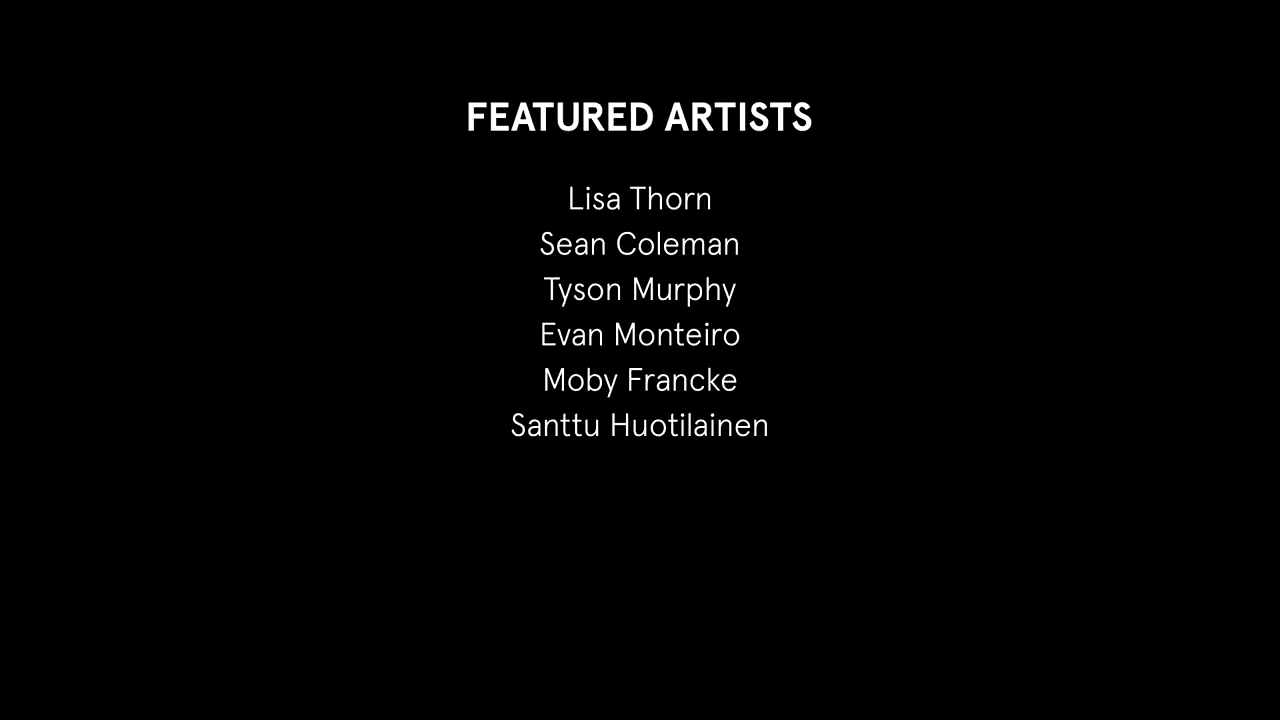 FEATURED ARTISTS
Lisa Thorn
Sean Coleman
Tyson Murphy
Evan Monteiro
Moby Francke
Santtu Huotilainen